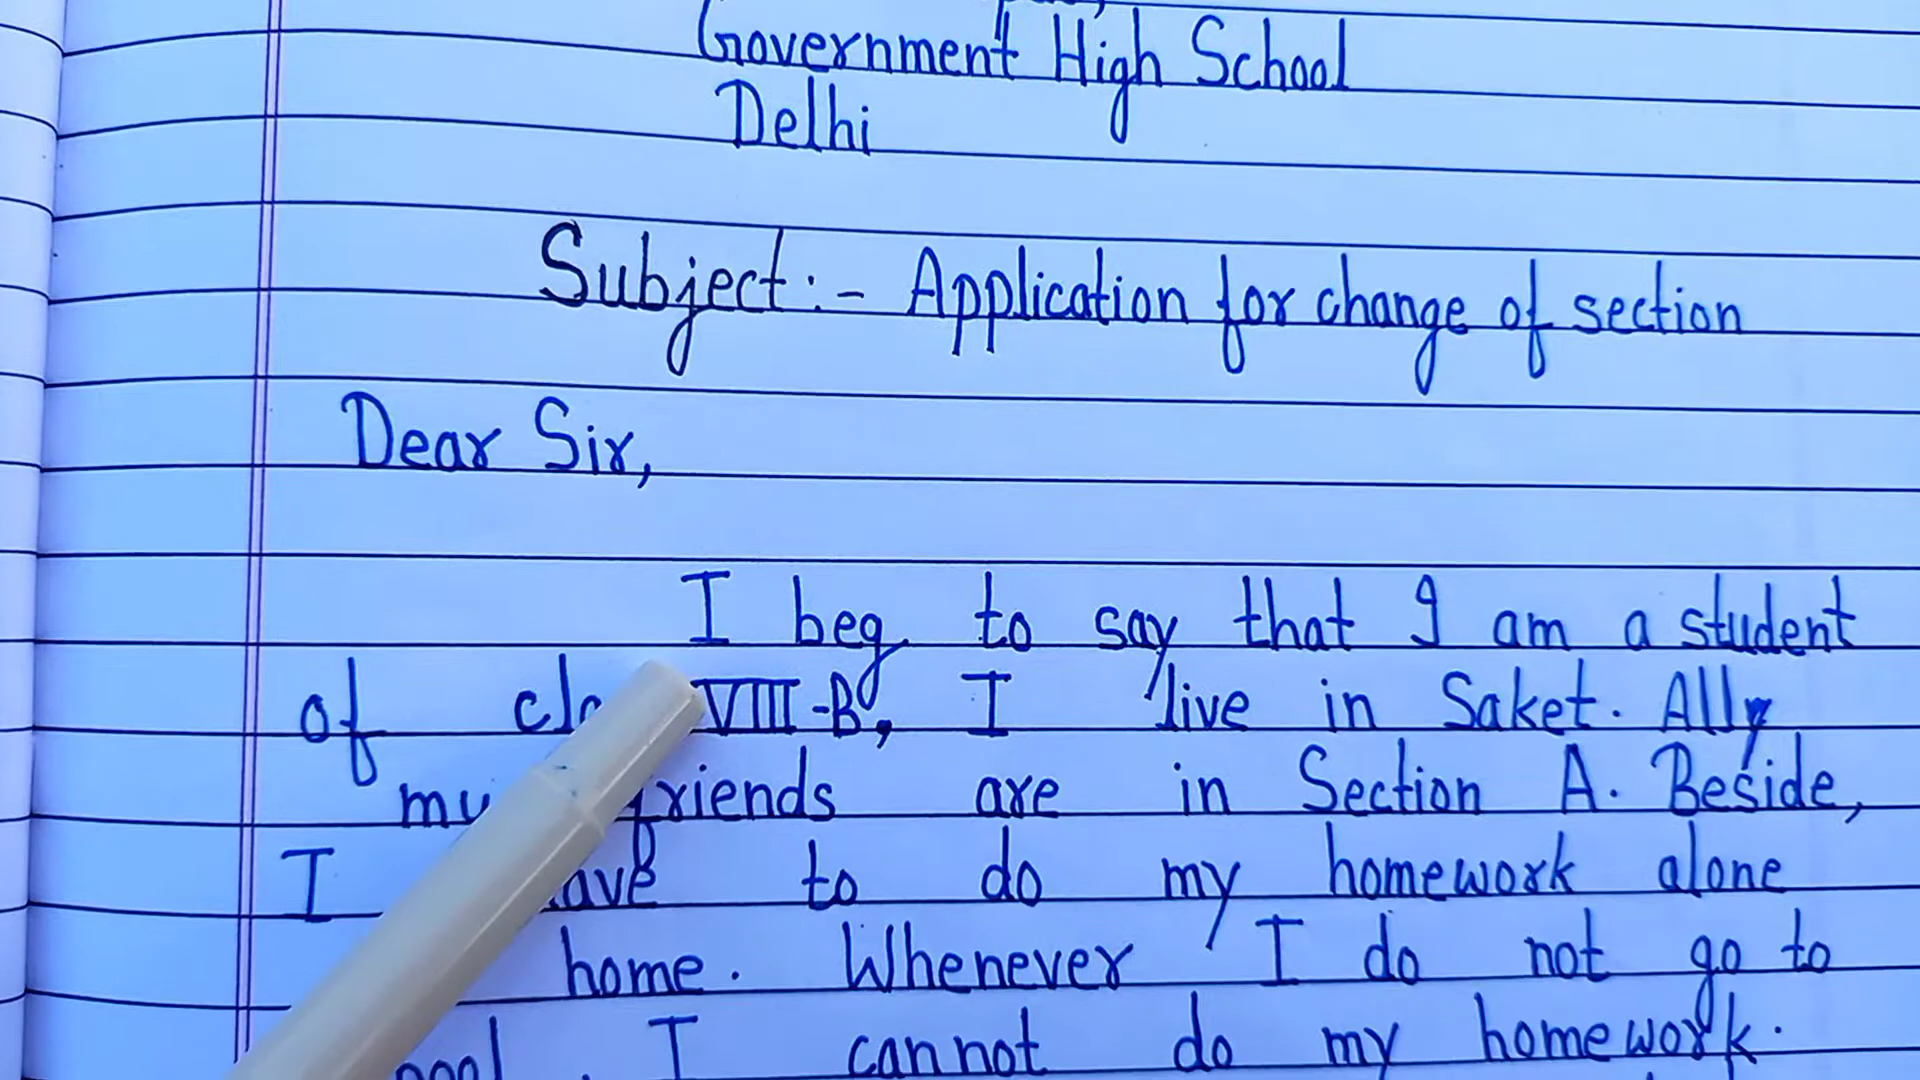 Government High School
Delhi
Subject:- Application for change of section
Dear Sir,
I beg to say that I am a student
of VIII-B, I live in Saket. Ally
friends are in Section A. Beside,
I to do my homework alone
home. Whenever I do not go to
I cannot do my homework.